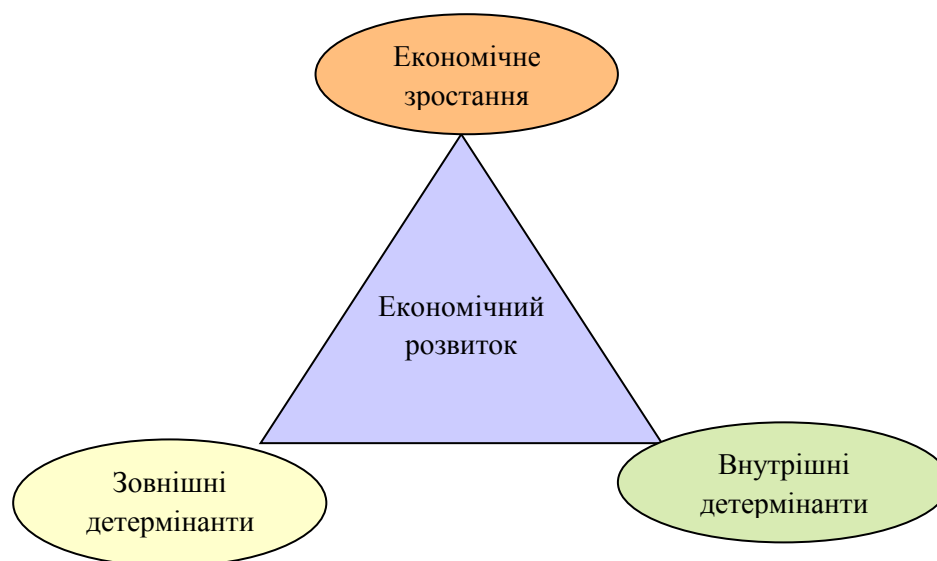 Економічне
зростання
Економічний
розвиток
Зовнішні
детермінанти
Внутрішні
детермінанти